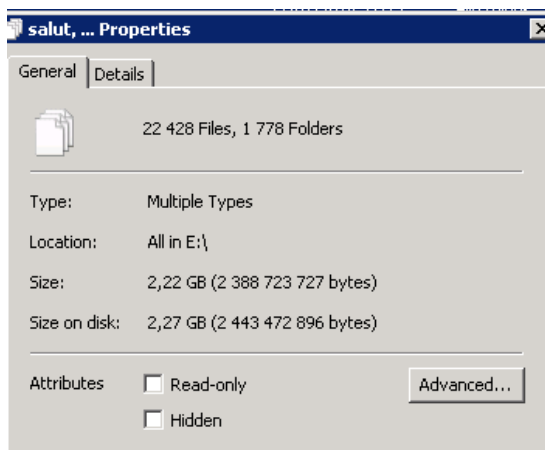 salut, ... Properties
General Details
22 428 Files, 1 778 Folders
Type: Multiple Types
Location: All in E:\
Size: 2,22 GB (2 388 723 727 bytes)
Size on disk: 2,27 GB (2 443 472 896 bytes)
Attributes Read-only Advanced...
Hidden